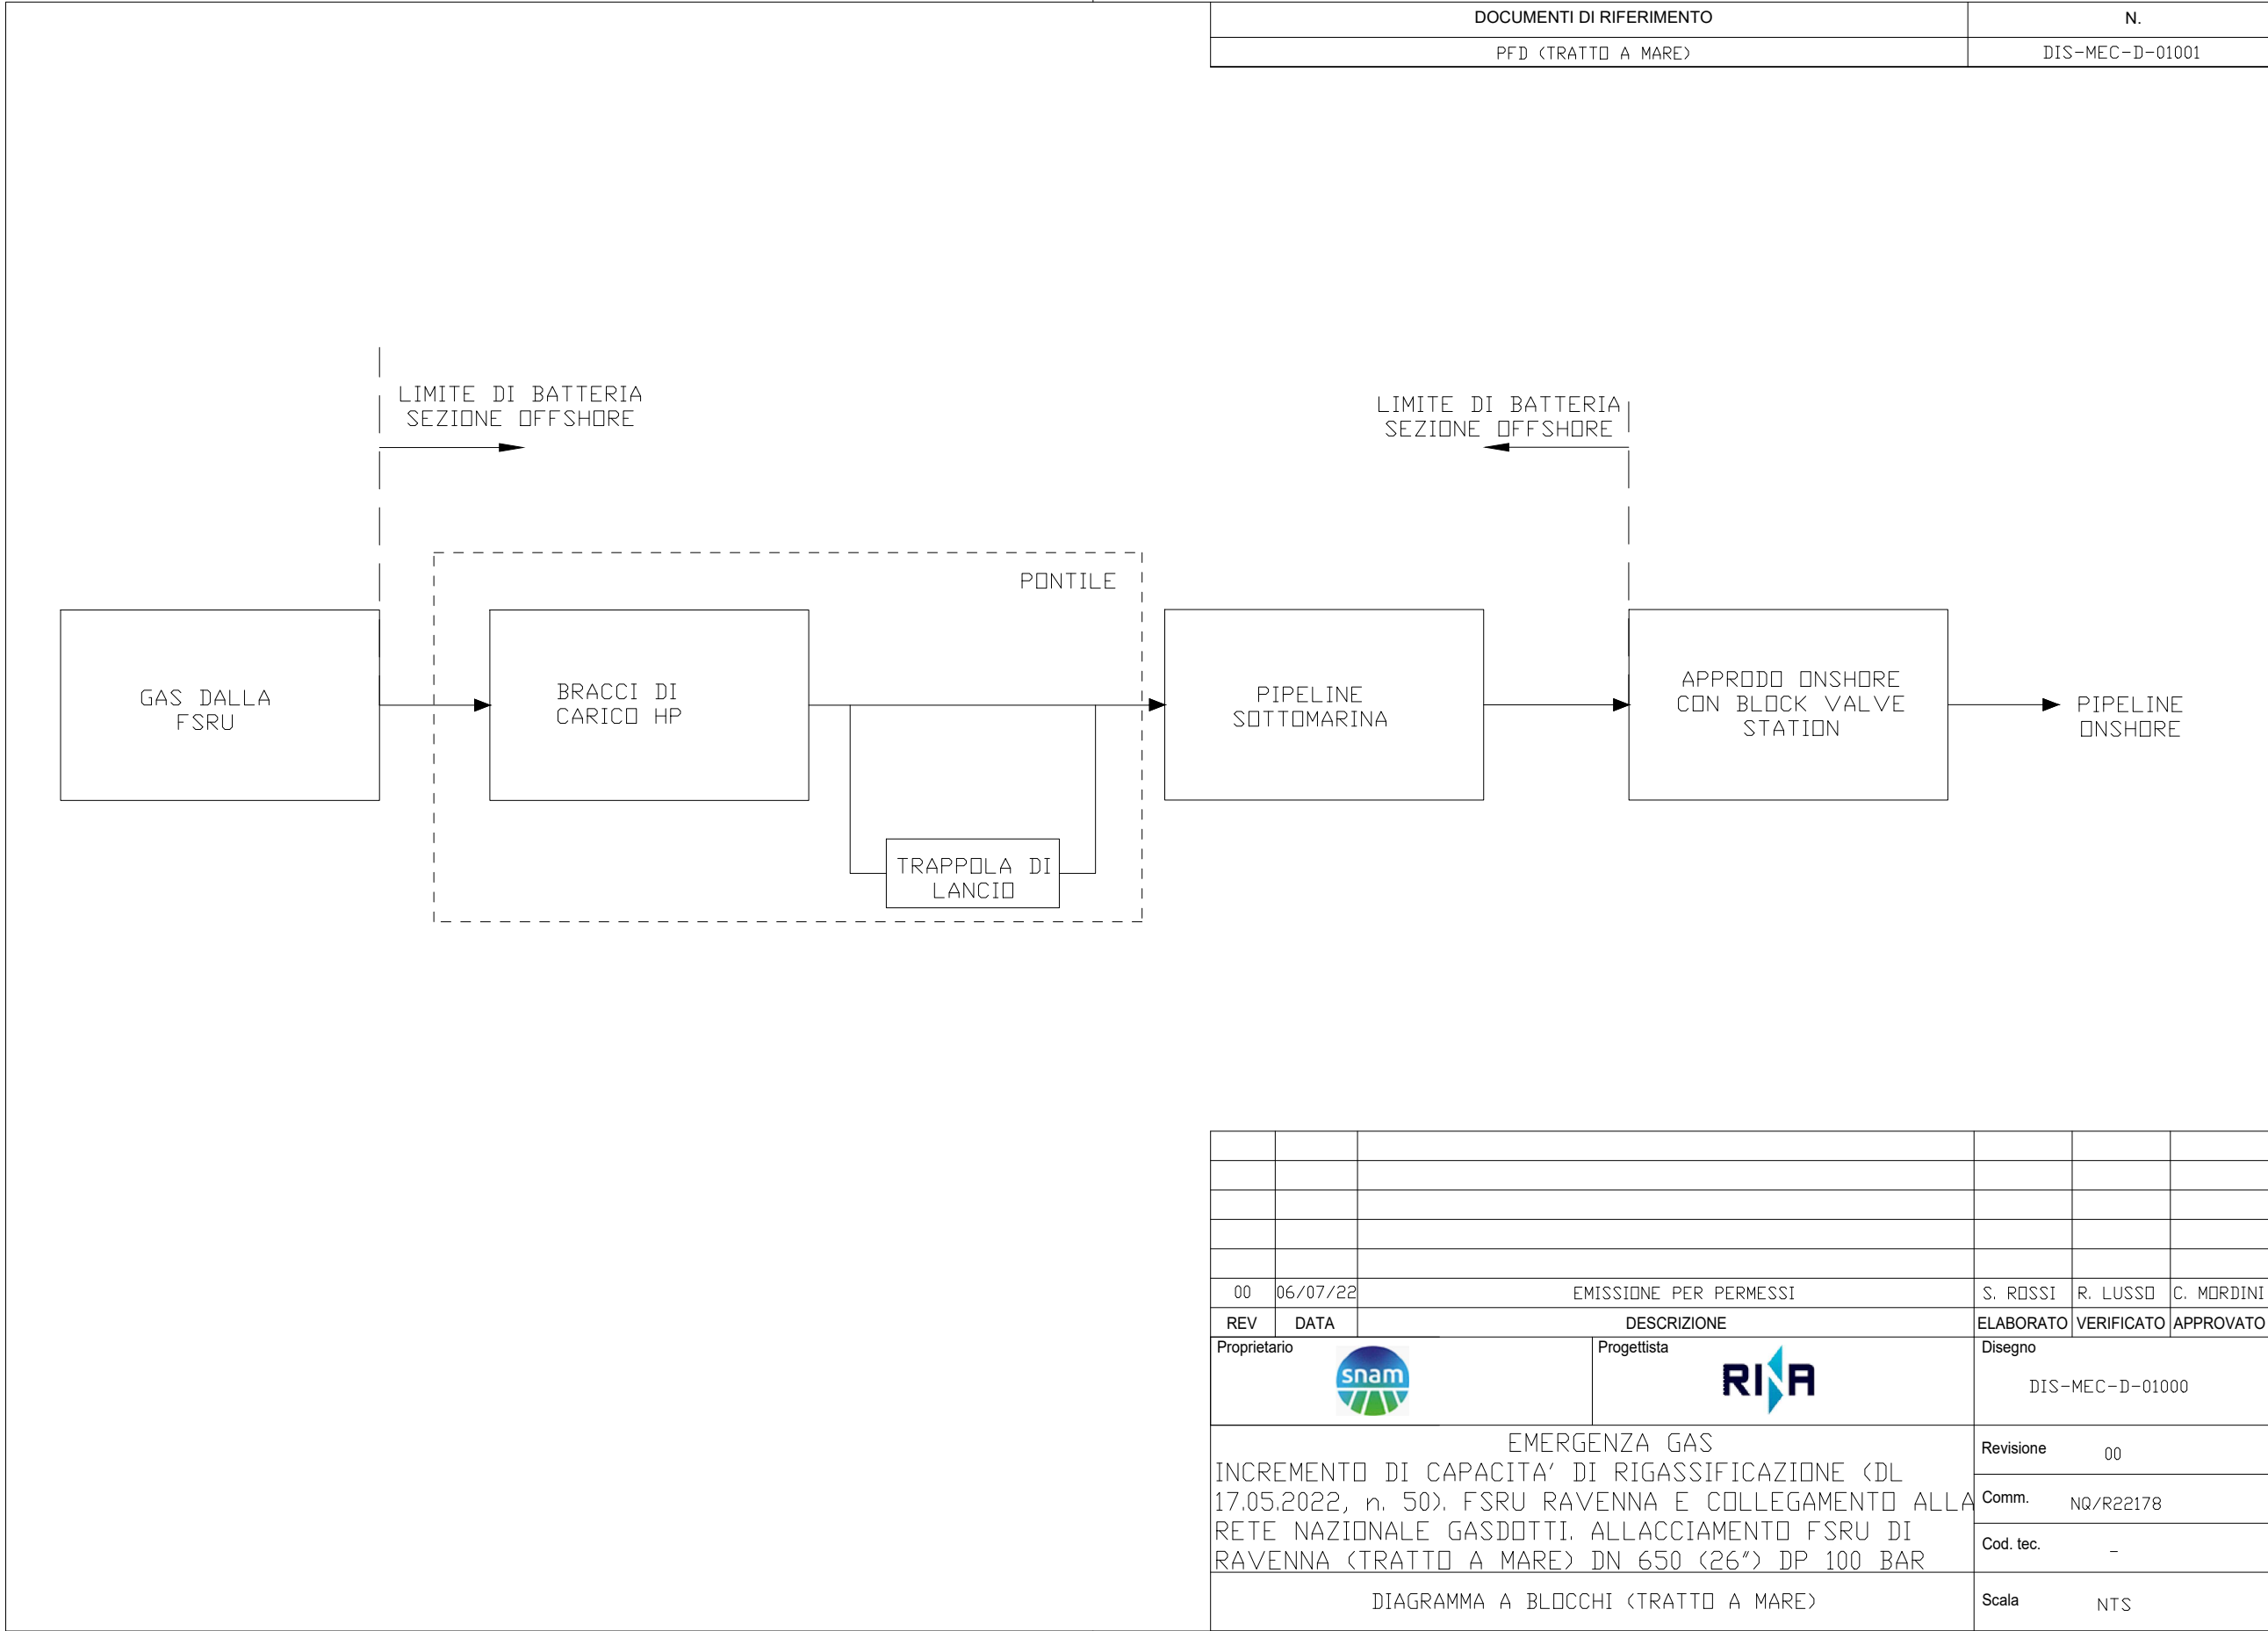 DOCUMENTI DI RIFERIMENTO N.
PFD (TRATTO A MARE) DIS-MEC-D-01001
LIMITE DI BATTERIA
SEZIONE OFFSHORE
LIMITE DI BATTERIA
SEZIONE OFFSHORE
PONTILE
GAS DALLA
FSRU
BRACCI DI
CARICO HP
TRAPPOLA DI
LANCIO
PIPELINE
SOTTOMARINA
APPRODO ONSHORE
CON BLOCK VALVE
STATION
PIPELINE
ONSHORE
00 06/07/22 EMISSIONE PER PERMESSI S. ROSSI R. LUSSO C. MORDINI
REV DATA DESCRIZIONE ELABORATO VERIFICATO APPROVATO
Proprietario
snam
Progettista
RINA
Disegno
DIS-MEC-D-01000
EMERGENZA GAS
INCREMENTO DI CAPACITA' DI RIGASSIFICAZIONE (DL
17.05.2022, n. 50). FSRU RAVENNA E COLLEGAMENTO ALLA
RETE NAZIONALE GASDOTTI. ALLACCIAMENTO FSRU DI
RAVENNA (TRATTO A MARE) DN 650 (26") DP 100 BAR
Revisione 00
Comm. NQ/R22178
Cod. tec. -
DIAGRAMMA A BLOCCHI (TRATTO A MARE)
Scala NTS